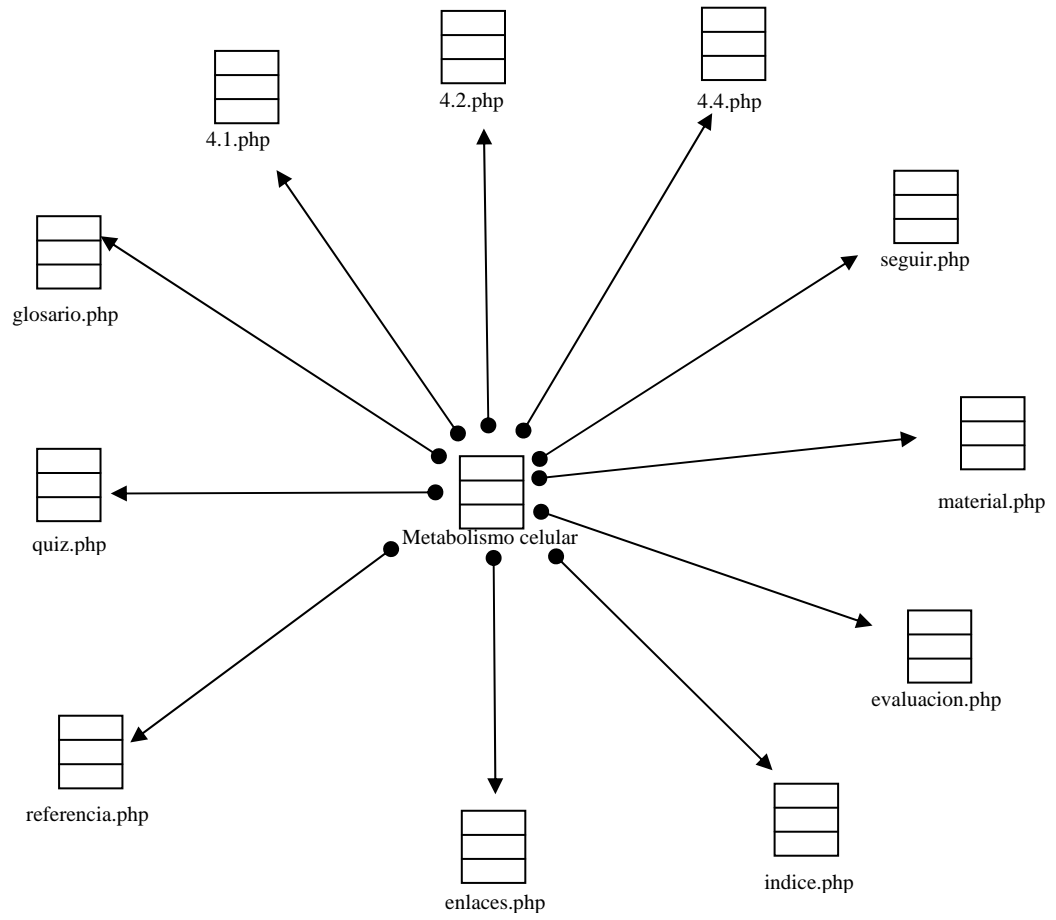 4.2.php
4.4.php
4.1.php
seguir.php
glosario.php
material.php
Metabolismo celular
quiz.php
evaluacion.php
referencia.php
indice.php
enlaces.php